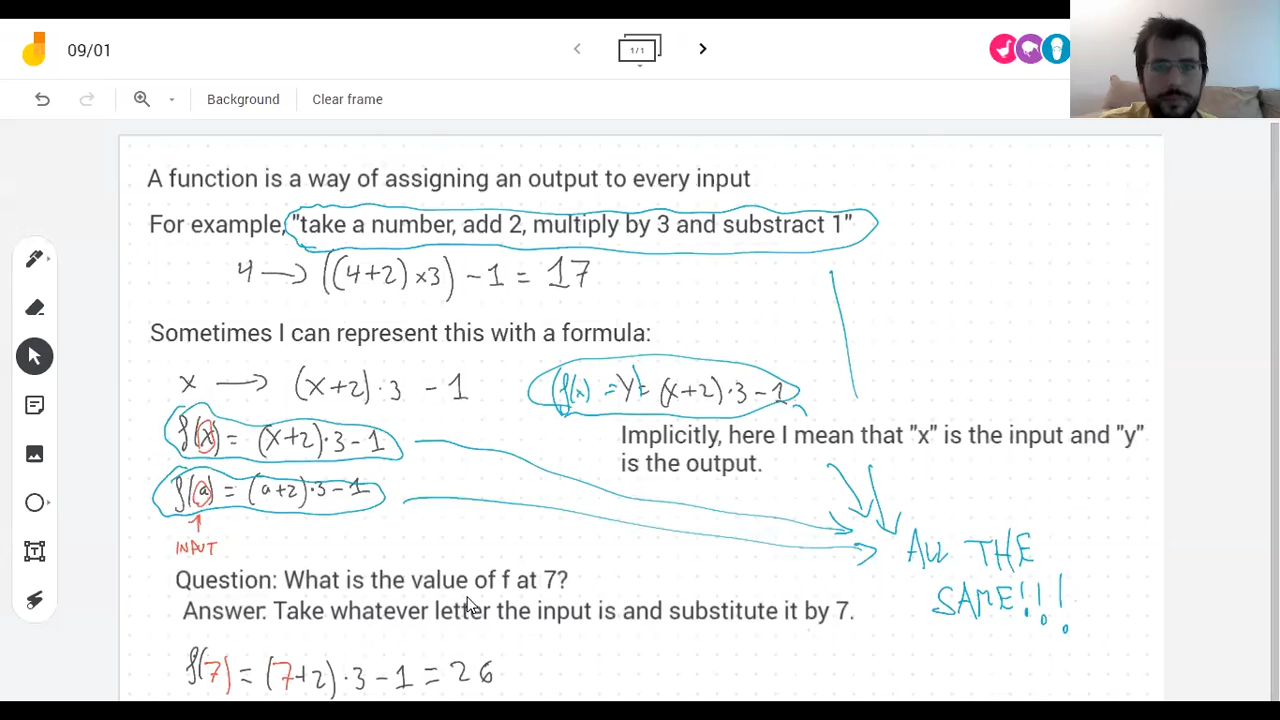 09/01
1/1
Background
Clear frame
A function is a way of assigning an output to every input
For example, "take a number, add 2, multiply by 3 and substract 1"
4 → ((4+2)×3) - 1 = 17
Sometimes I can represent this with a formula:
x → (x+2)·3 - 1
f(x) = y = (x+2)·3-1
f(x) = (x+2)·3-1
Implicitly, here I mean that "x" is the input and "y"
is the output.
f(a) = (a+2)·3-1
INPUT
ALL THE
SAME!!!
Question: What is the value of f at 7?
Answer: Take whatever letter the input is and substitute it by 7.
f(7) = (7+2)·3-1 = 26